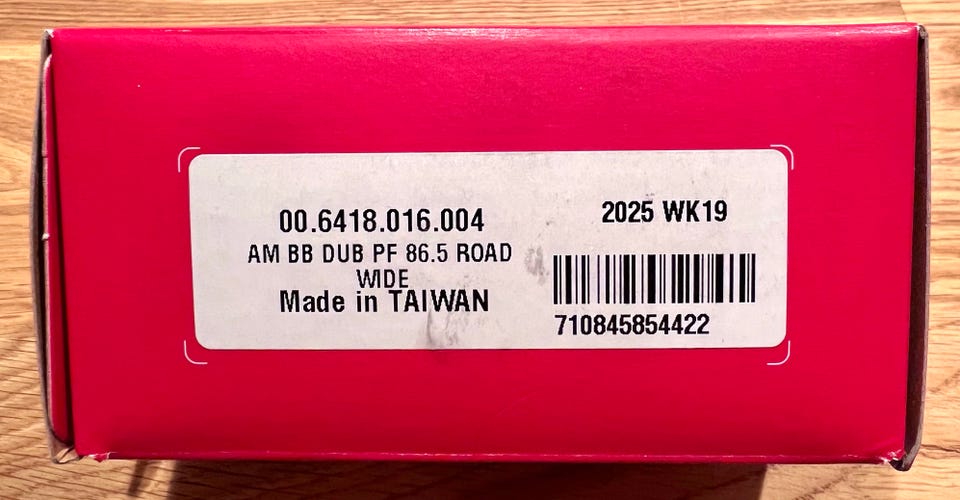 00.6418.016.004
AM BB DUB PF 86.5 ROAD
WIDE
Made in TAIWAN
2025 WK19
710845854422